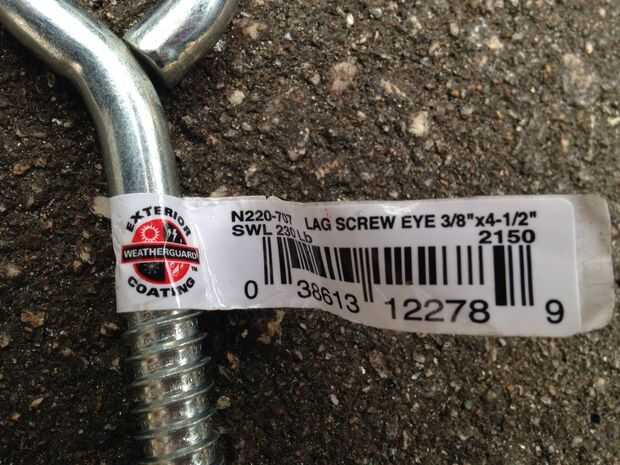 EXTERIOR
WEATHERGUARD™
COATING
N220-707 LAG SCREW EYE 3/8"x4-1/2"
SWL 230 Lb 2150
0 38613 12278 9